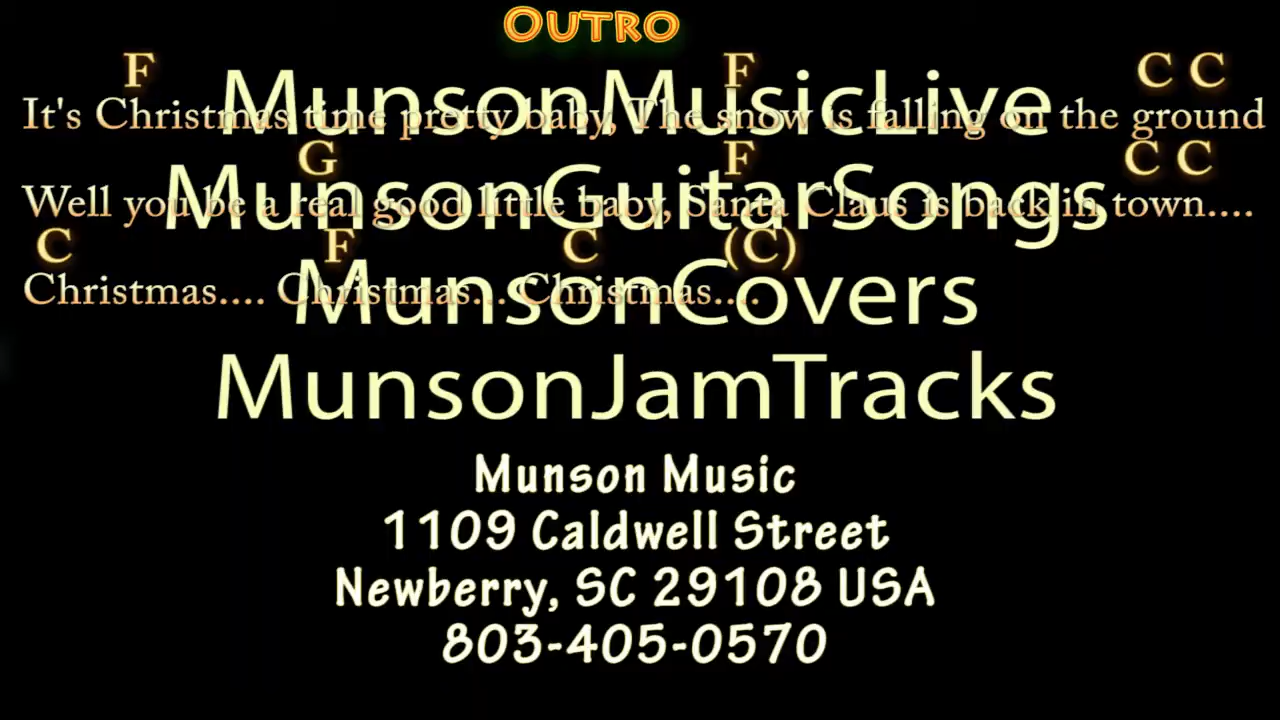 Outro
F F C C
MunsonMusicLive
It's Christmas time pretty baby, The snow is falling on the ground
G F C C
MunsonGuitarSongs
Well you be a real good little baby, Santa Claus is back in town....
C F C (C)
MunsonCovers
Christmas.... Christmas... Christmas....
MunsonJamTracks
Munson Music
1109 Caldwell Street
Newberry, SC 29108 USA
803-405-0570